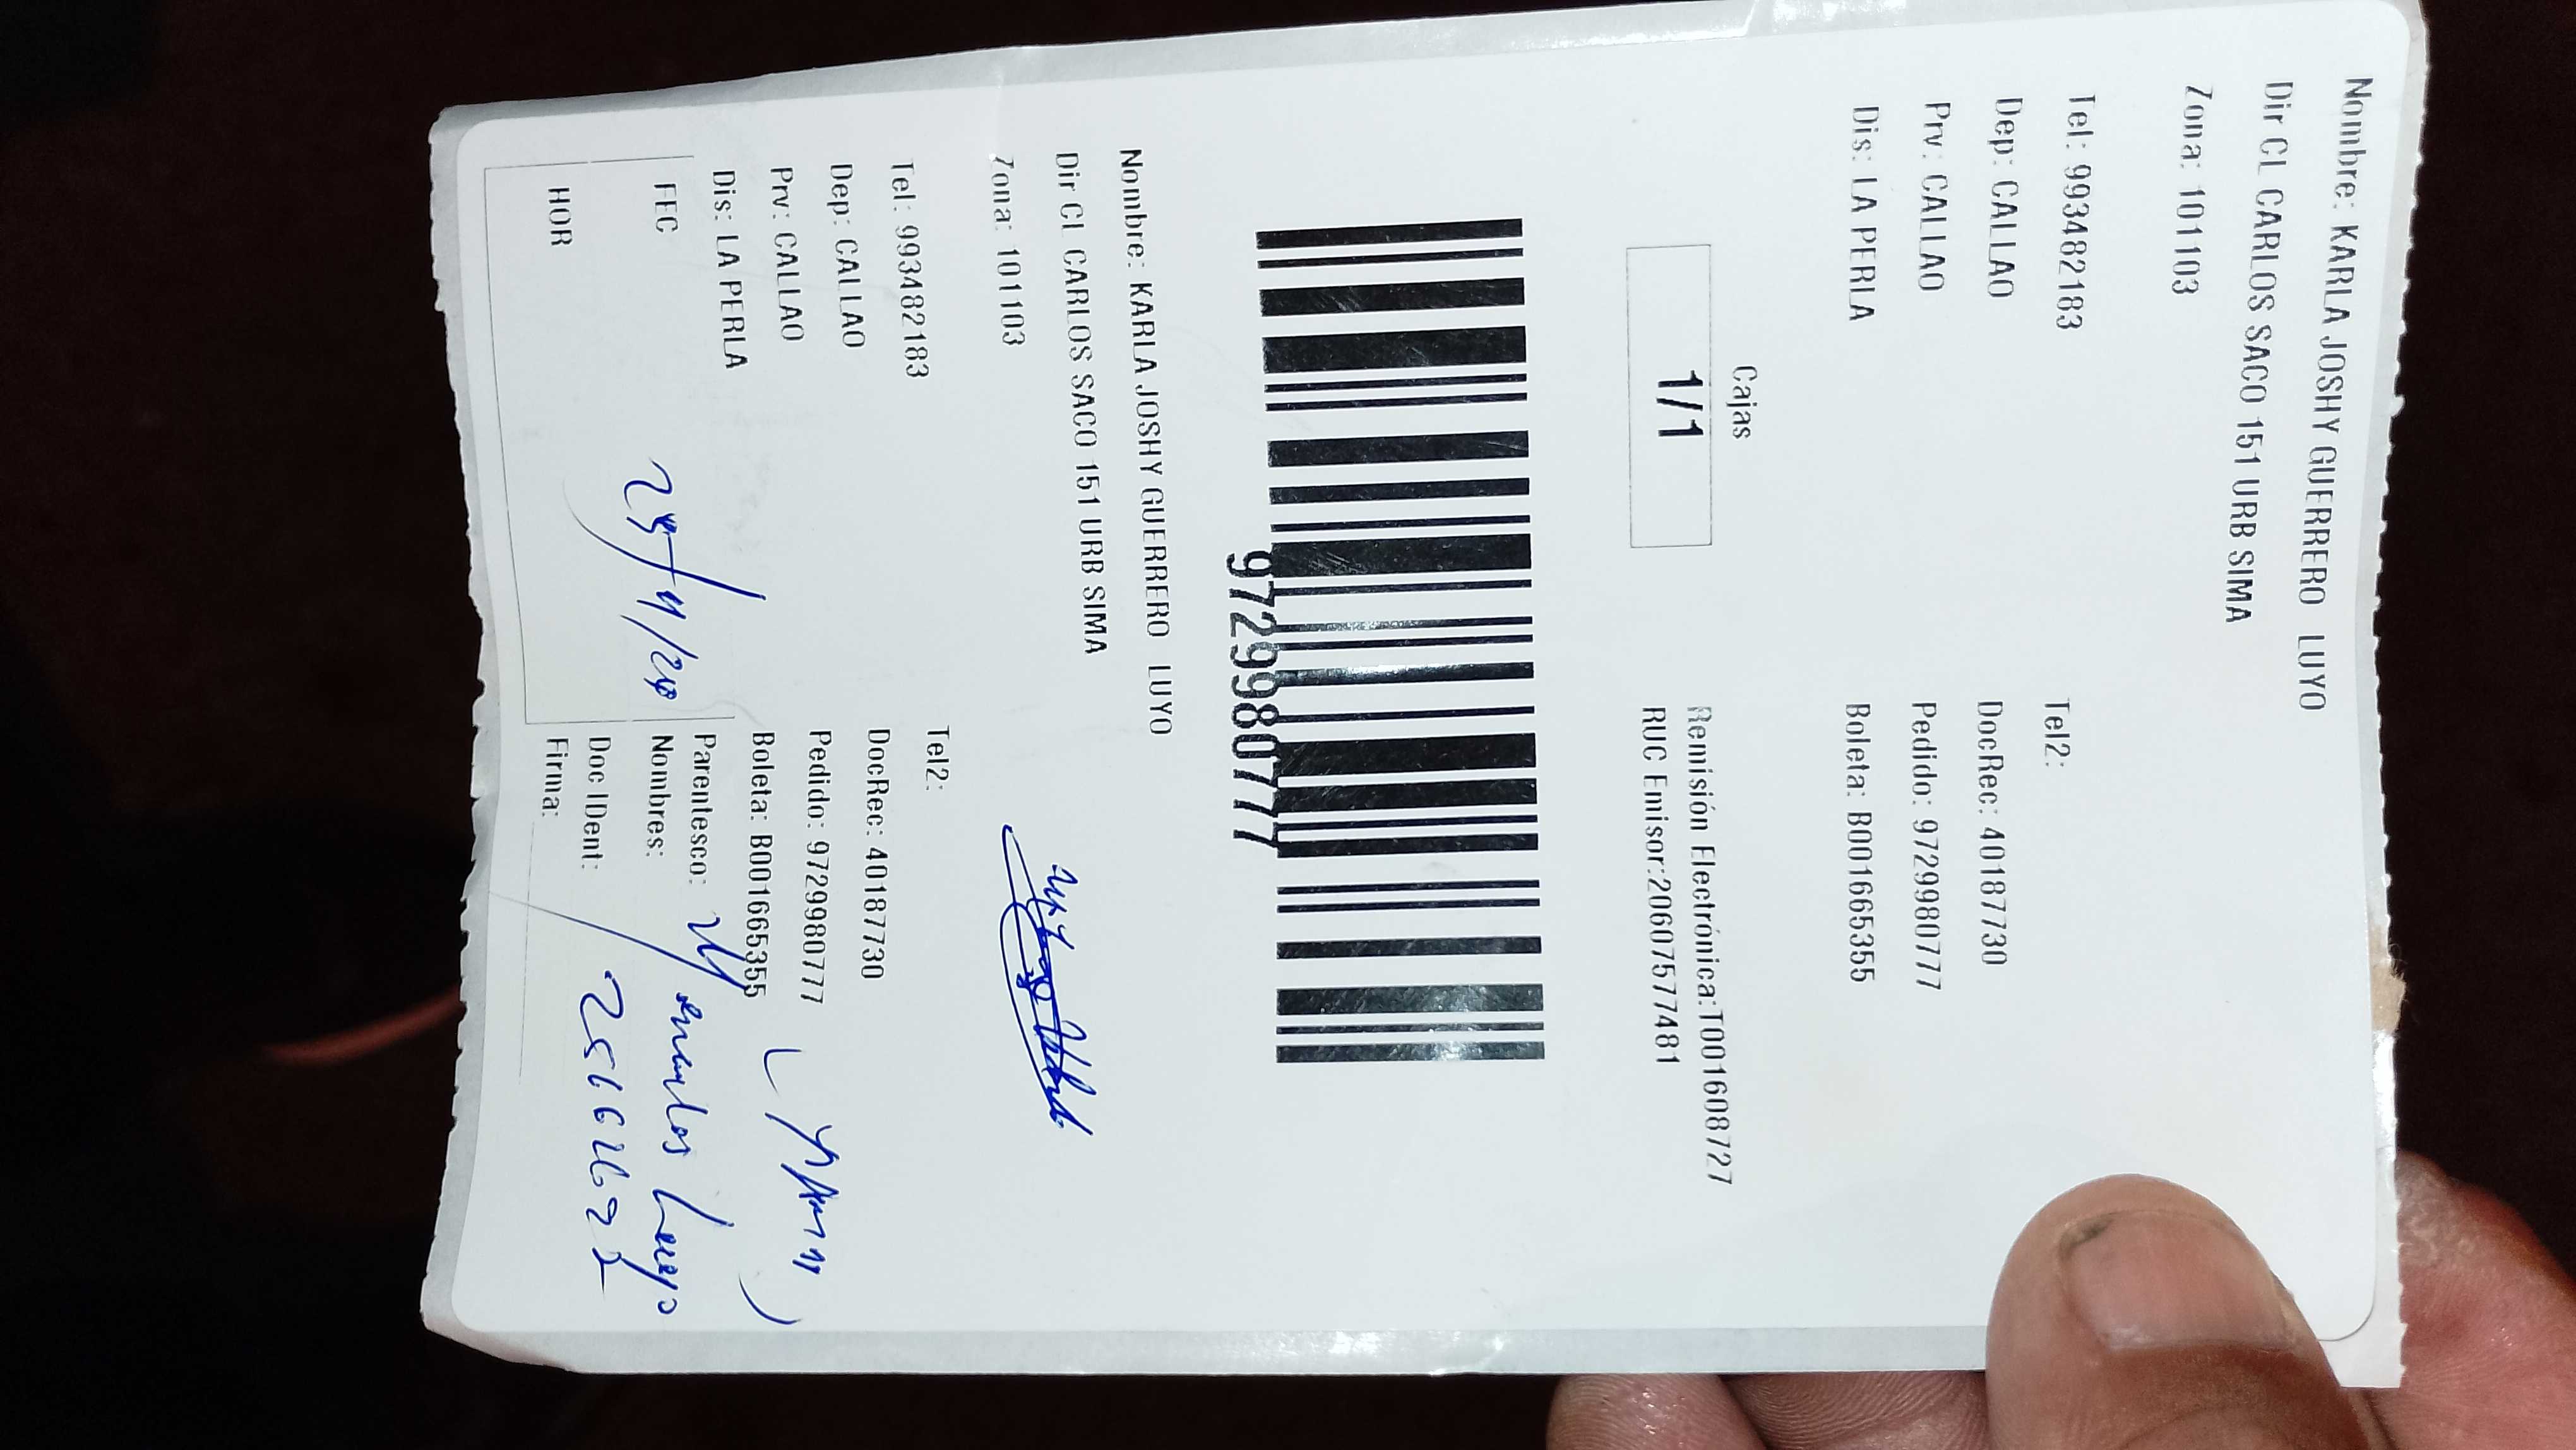 Nombre: KARLA JOSHY GUERRERO LUYO
Dir CL CARLOS SACO 151 URB SIMA
Zona: 101103
Tel: 993482183 Tel2:
Dep: CALLAO DocRec: 40187730
Prv: CALLAO Pedido: 9729980777
Dis: LA PERLA Boleta: B001665355
Cajas
1/1
Remisión Electrónica:T001608727
RUC Emisor:20607577481
9729980777
Nombre: KARLA JOSHY GUERRERO LUYO
Dir CL CARLOS SACO 151 URB SIMA
Zona: 101103
Tel: 993482183 Tel2:
Dep: CALLAO DocRec: 40187730
Prv: CALLAO Pedido: 9729980777
Dis: LA PERLA Boleta: B001665355
FEC
Parentesco:
Nombres:
HOR
Doc IDent:
Firma: